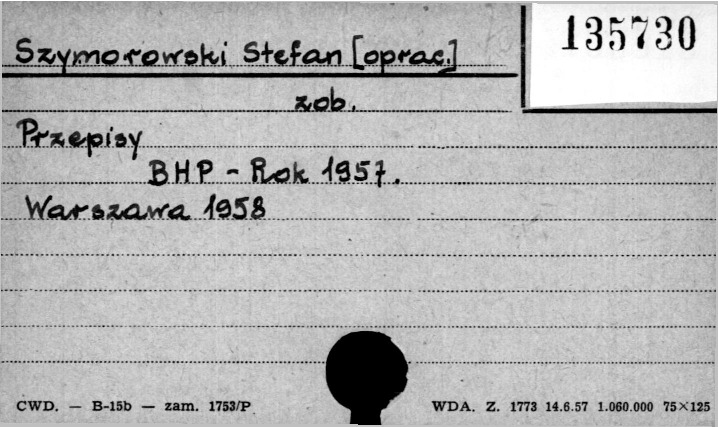 135730
Szymorowski Stefan [oprac.]
zob.
Przepisy
BHP - Rok 1957.
Warszawa 1958
CWD. — B-15b — zam. 1753/P WDA. Z. 1773 14.6.57 1.060.000 75×125